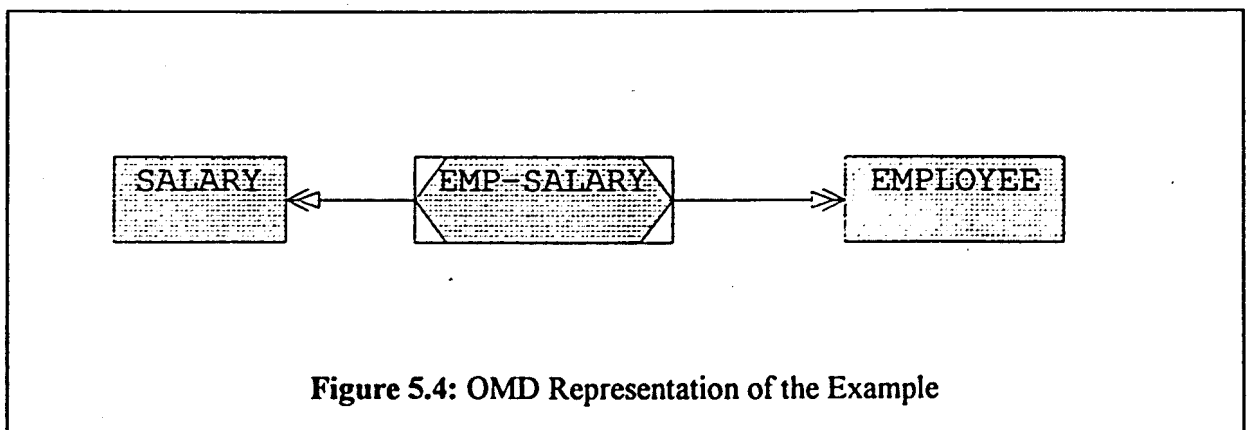 SALARY
EMP-SALARY
EMPLOYEE
Figure 5.4: OMD Representation of the Example